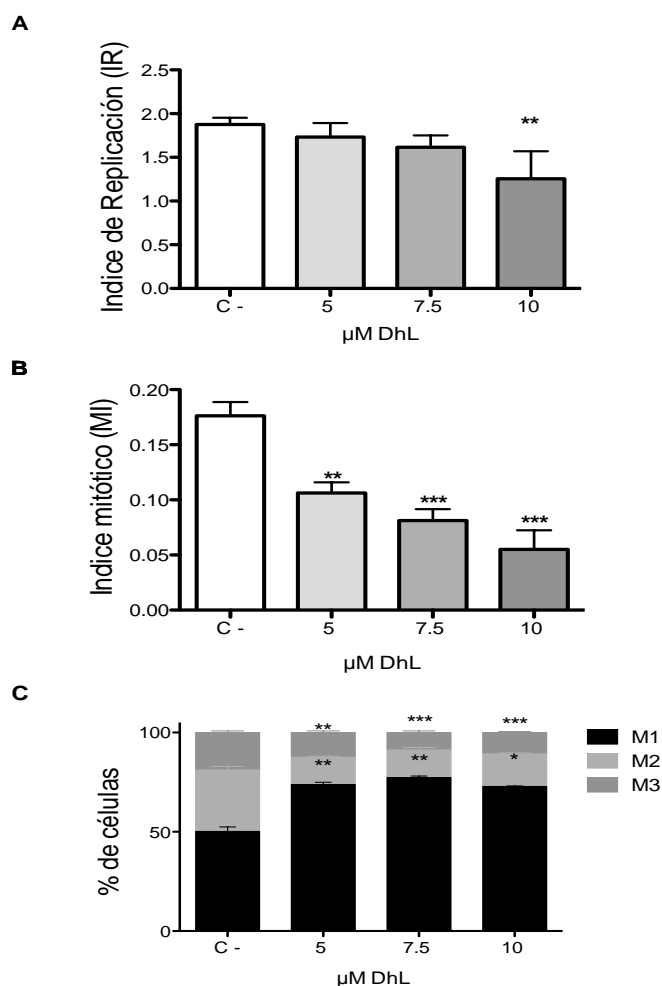 A
Indice de Replicación (IR)
2.5
2.0
1.5
1.0
0.5
0.0
**
C - 5 7.5 10
µM DhL
B
Indice mitótico (MI)
0.20
0.15
0.10
0.05
0.00
** *** ***
C - 5 7.5 10
µM DhL
C
% de células
100
50
0
** *** ***
** ** *
M1
M2
M3
C - 5 7.5 10
µM DhL